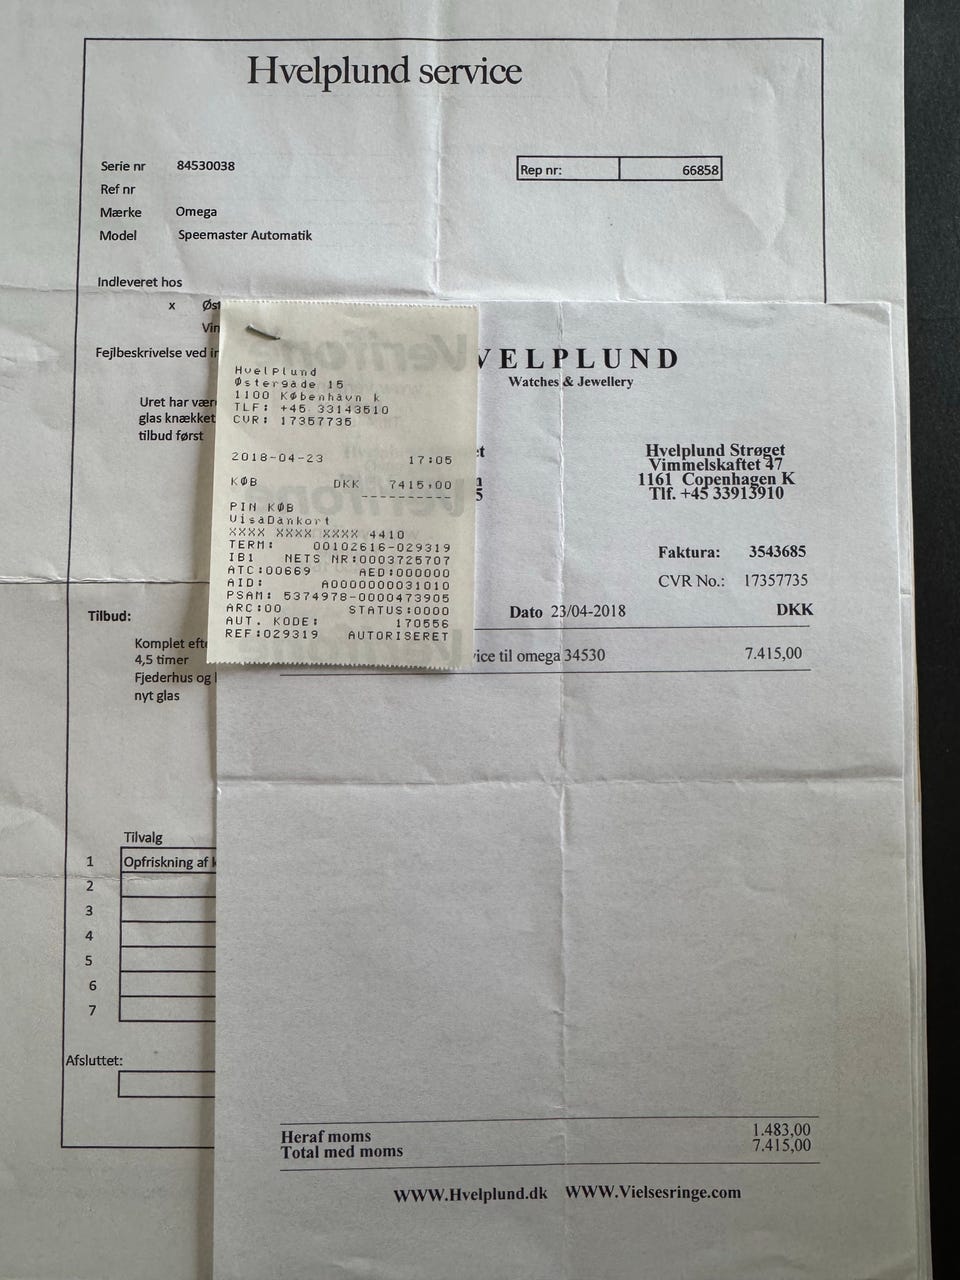 Hvelplund service
Serie nr 84530038
Rep nr: 66858
Ref nr
Mærke Omega
Model Speemaster Automatik
Indleveret hos
x
Fejlbeskrivelse ved
Uret har
glas knækket
tilbud først
Tilbud:
Komplet
4,5 timer
Fjederhus og
nyt glas
Tilvalg
1 Opfriskning af
2
3
4
5
6
7
Afsluttet:
Verifone
Hvelplund
Østergade 15
1100 København k
TLF: +45 33143510
CVR: 17357735
2018-04-23 17:05
KØB DKK 7415,00
PIN KØB
VisaDankort
XXXX XXXX XXXX 4410
TERM: 00102616-029319
IB1 NETS NR:0003725707
ATC:00669 AED:000000
AID: A0000000031010
PSAM: 5374978-0000473905
ARC:00 STATUS:0000
AUT. KODE: 170556
REF:029319 AUTORISERET
VELPLUND
Watches & Jewellery
Hvelplund Strøget
Vimmelskaftet 47
1161 Copenhagen K
Tlf. +45 33913910
Faktura: 3543685
CVR No.: 17357735
Dato 23/04-2018 DKK
til omega 34530 7.415,00
Heraf moms 1.483,00
Total med moms 7.415,00
WWW.Hvelplund.dk WWW.Vielsesringe.com